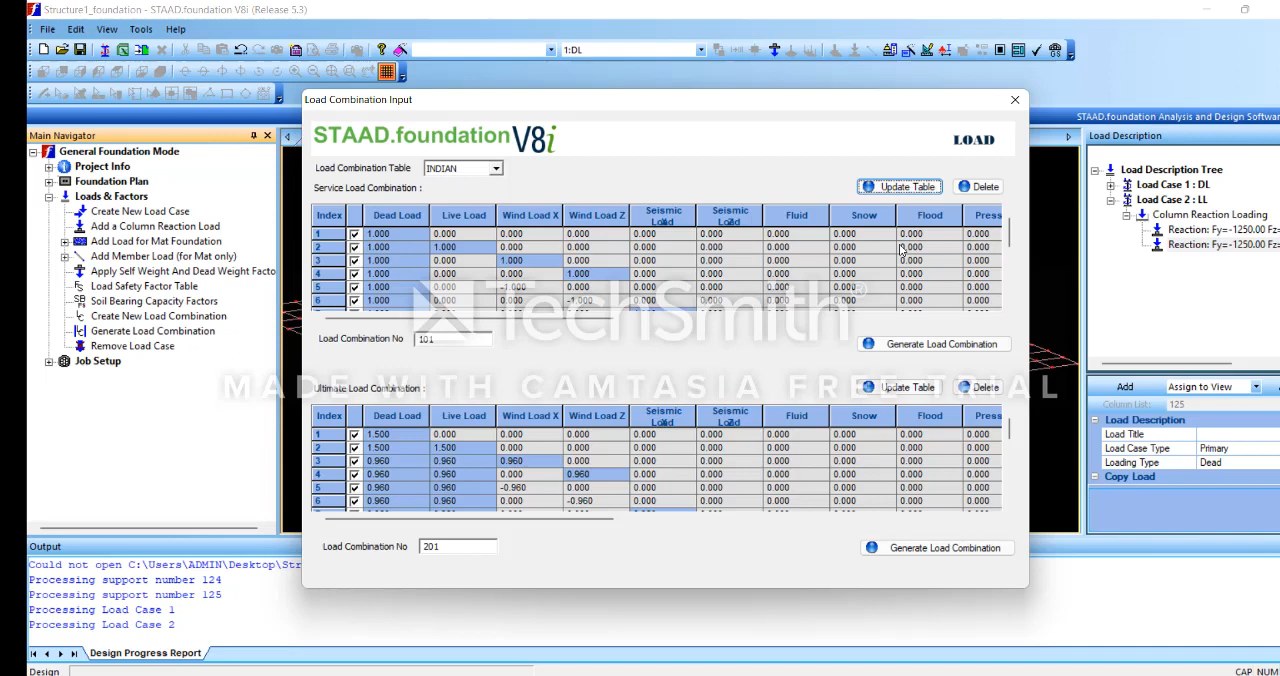 Structure1_foundation - STAAD.foundation V8i (Release 5.3)
File Edit View Tools Help
1:DL
STAAD.foundation Analysis and Design Softwar
Main Navigator
General Foundation Mode
Project Info
Foundation Plan
Loads & Factors
Create New Load Case
Add a Column Reaction Load
Add Load for Mat Foundation
Add Member Load (for Mat only)
Apply Self Weight And Dead Weight Facto
Load Safety Factor Table
Soil Bearing Capacity Factors
Create New Load Combination
Generate Load Combination
Remove Load Case
Job Setup
Load Combination Input
STAAD.foundation V8i
LOAD
Load Combination Table INDIAN
Service Load Combination :
Update Table Delete
Index Dead Load Live Load Wind Load X Wind Load Z Seismic Load Seismic Load Fluid Snow Flood Press
1 1.000 0.000 0.000 0.000 0.000 0.000 0.000 0.000 0.000 0.000
2 1.000 1.000 0.000 0.000 0.000 0.000 0.000 0.000 0.000 0.000
3 1.000 0.000 1.000 0.000 0.000 0.000 0.000 0.000 0.000 0.000
4 1.000 0.000 0.000 1.000 0.000 0.000 0.000 0.000 0.000 0.000
5 1.000 0.000 -1.000 0.000 0.000 0.000 0.000 0.000 0.000 0.000
6 1.000 0.000 0.000 -1.000 0.000 0.000 0.000 0.000 0.000 0.000
TechSmith®
Load Combination No 101
Generate Load Combination
MADE WITH CAMTASIA FREE TRIAL
Ultimate Load Combination :
Update Table Delete
Index Dead Load Live Load Wind Load X Wind Load Z Seismic Load Seismic Load Fluid Snow Flood Press
1 1.500 0.000 0.000 0.000 0.000 0.000 0.000 0.000 0.000 0.000
2 1.500 1.500 0.000 0.000 0.000 0.000 0.000 0.000 0.000 0.000
3 0.960 0.960 0.960 0.000 0.000 0.000 0.000 0.000 0.000 0.000
4 0.960 0.960 0.000 0.960 0.000 0.000 0.000 0.000 0.000 0.000
5 0.960 0.960 -0.960 0.000 0.000 0.000 0.000 0.000 0.000 0.000
6 0.960 0.960 0.000 -0.960 0.000 0.000 0.000 0.000 0.000 0.000
Load Combination No 201
Generate Load Combination
Load Description
Load Description Tree
Load Case 1 : DL
Load Case 2 : LL
Column Reaction Loading
Reaction: Fy=-1250.00 Fz=
Reaction: Fy=-1250.00 Fz=
Add Assign to View
Column List: 125
Load Description
Load Title
Load Case Type Primary
Loading Type Dead
Copy Load
Output
Could not open C:\Users\ADMIN\Desktop\Str
Processing support number 124
Processing support number 125
Processing Load Case 1
Processing Load Case 2
Design Progress Report
Design
CAP NUM